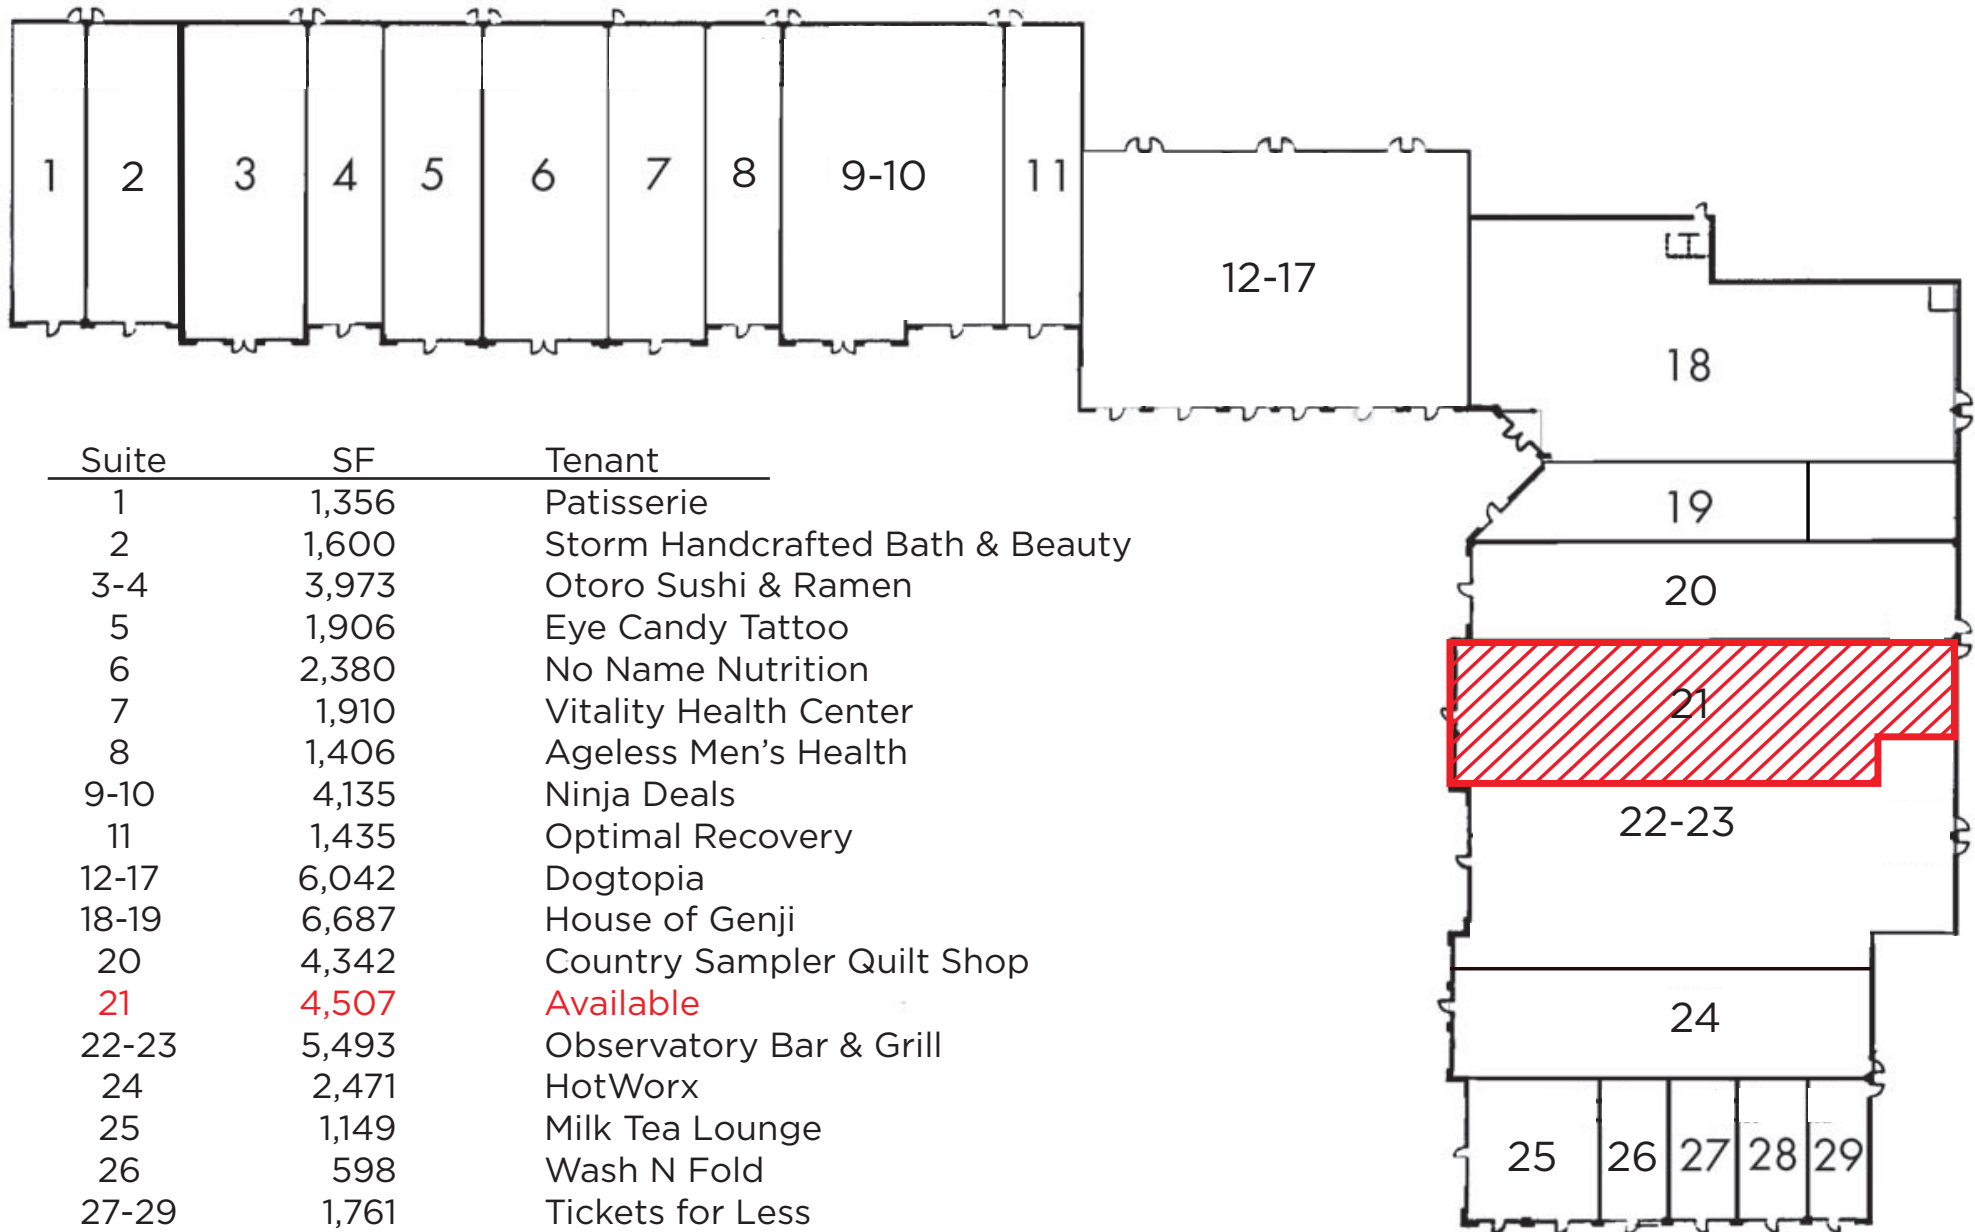 1 2 3 4 5 6 7 8 9-10 11
12-17
18
19
20
21
22-23
24
25 26 27 28 29
Suite SF Tenant
1 1,356 Patisserie
2 1,600 Storm Handcrafted Bath & Beauty
3-4 3,973 Otoro Sushi & Ramen
5 1,906 Eye Candy Tattoo
6 2,380 No Name Nutrition
7 1,910 Vitality Health Center
8 1,406 Ageless Men's Health
9-10 4,135 Ninja Deals
11 1,435 Optimal Recovery
12-17 6,042 Dogtopia
18-19 6,687 House of Genji
20 4,342 Country Sampler Quilt Shop
21 4,507 Available
22-23 5,493 Observatory Bar & Grill
24 2,471 HotWorx
25 1,149 Milk Tea Lounge
26 598 Wash N Fold
27-29 1,761 Tickets for Less